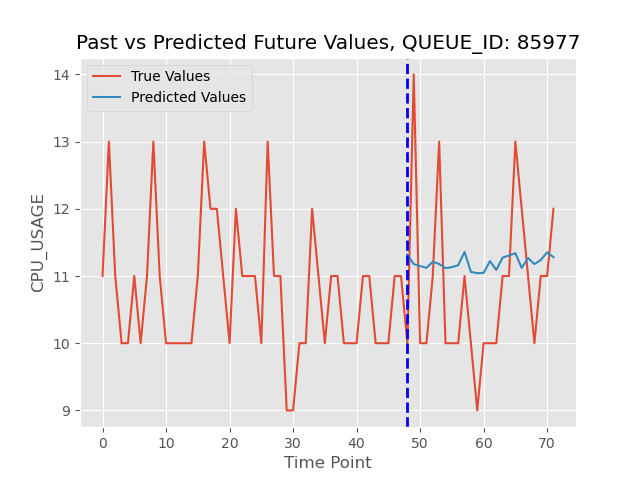 Past vs Predicted Future Values, QUEUE_ID: 85977
True Values
Predicted Values
CPU_USAGE
14
13
12
11
10
9
0 10 20 30 40 50 60 70
Time Point